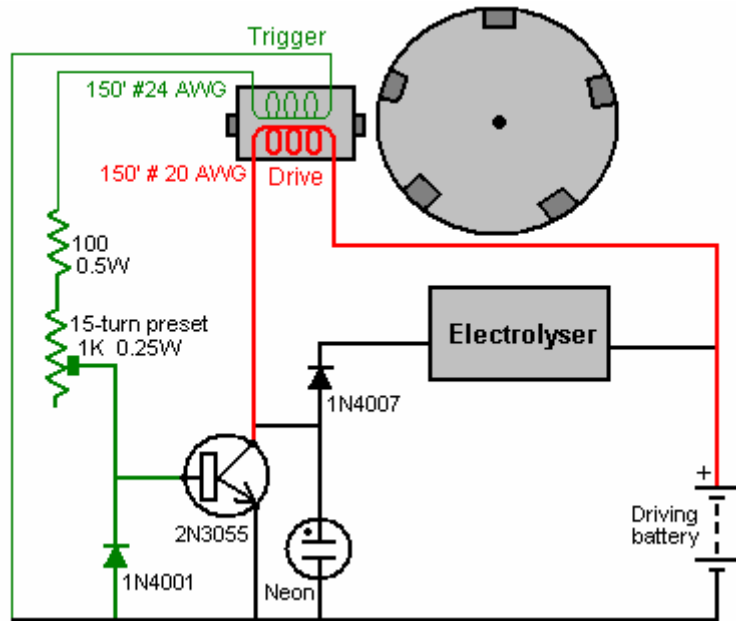 Trigger
150' #24 AWG
150' # 20 AWG
Drive
100
0.5W
15-turn preset
1K 0.25W
Electrolyser
1N4007
+
2N3055
Driving
battery
1N4001
Neon